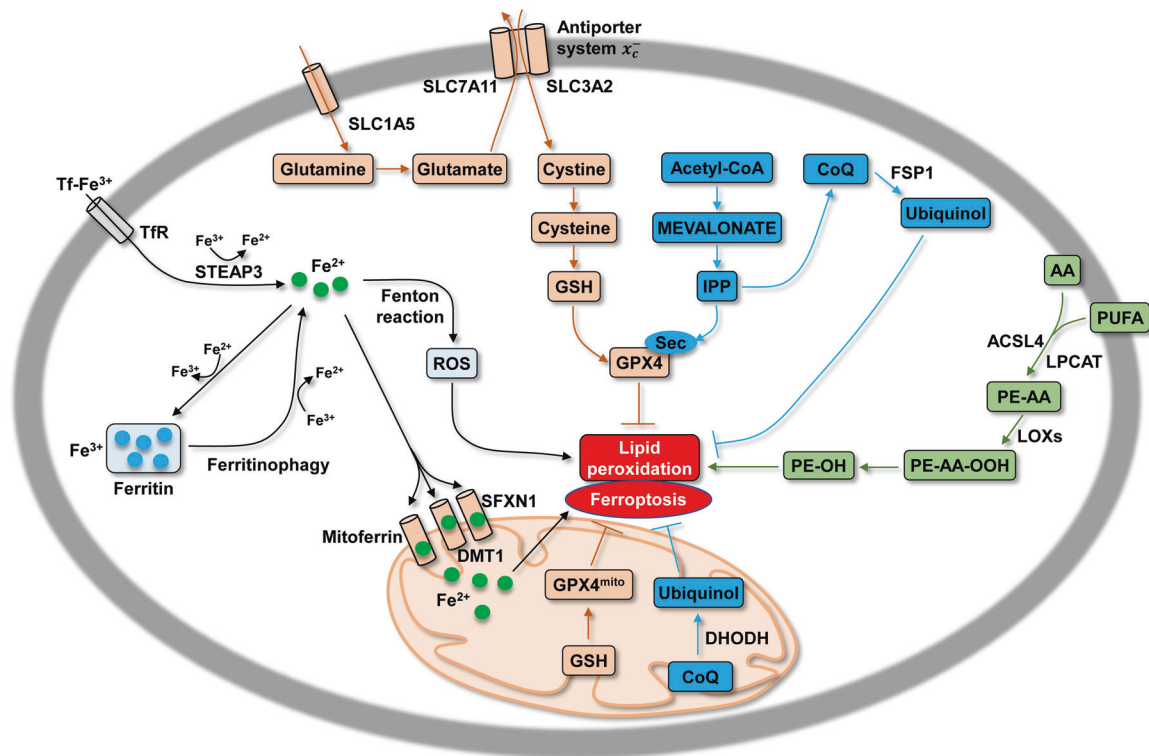 Antiporter
system x_c^-
SLC7A11
SLC3A2
SLC1A5
Glutamine
Glutamate
Cystine
Acetyl-CoA
CoQ
FSP1
Ubiquinol
Tf-Fe³⁺
TfR
Fe³⁺
Fe²⁺
STEAP3
Fe²⁺
Cysteine
MEVALONATE
GSH
IPP
AA
PUFA
ACSL4
LPCAT
Fenton
reaction
ROS
Sec
GPX4
PE-AA
LOXs
Fe²⁺
Fe³⁺
Fe²⁺
Fe³⁺
Fe³⁺
Ferritin
Ferritinophagy
Lipid
peroxidation
PE-OH
PE-AA-OOH
Ferroptosis
SFXN1
Mitoferrin
DMT1
Fe²⁺
GPX4ᵐⁱᵗᵒ
Ubiquinol
DHODH
GSH
CoQ